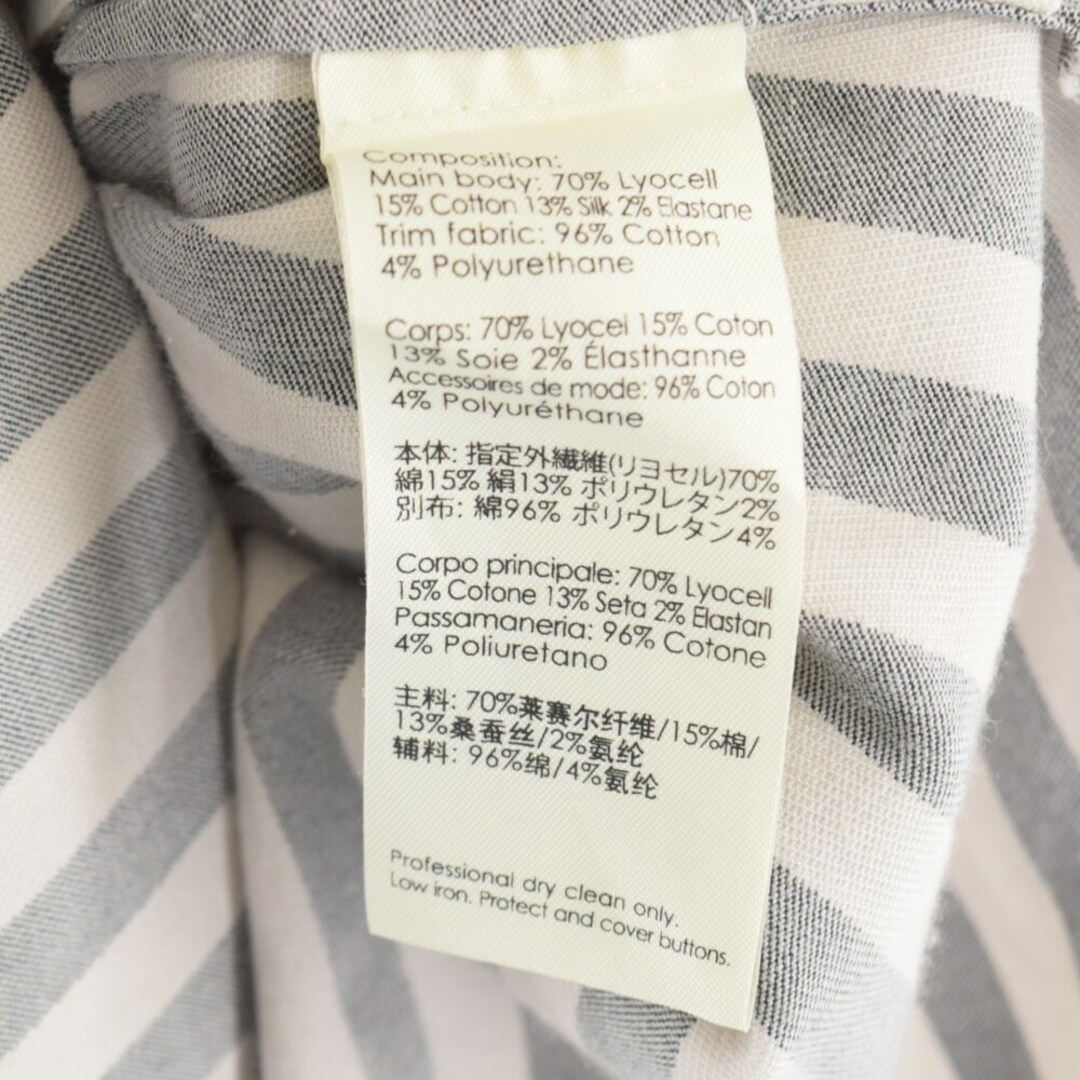 Composition:
Main body: 70% Lyocell
15% Cotton 13% Silk 2% Elastane
Trim fabric: 96% Cotton
4% Polyurethane
Corps: 70% Lyocel 15% Coton
13% Soie 2% Élasthanne
Accessoires de mode: 96% Coton
4% Polyuréthane
本体: 指定外繊維(リヨセル)70%
綿15% 絹13% ポリウレタン2%
別布: 綿96% ポリウレタン4%
Corpo principale: 70% Lyocell
15% Cotone 13% Seta 2% Elastan
Passamaneria: 96% Cotone
4% Poliuretano
主料: 70%莱赛尔纤维/15%棉/
13%桑蚕丝/2%氨纶
辅料: 96%绵/4%氨纶
Professional dry clean only.
Low iron. Protect and cover buttons.